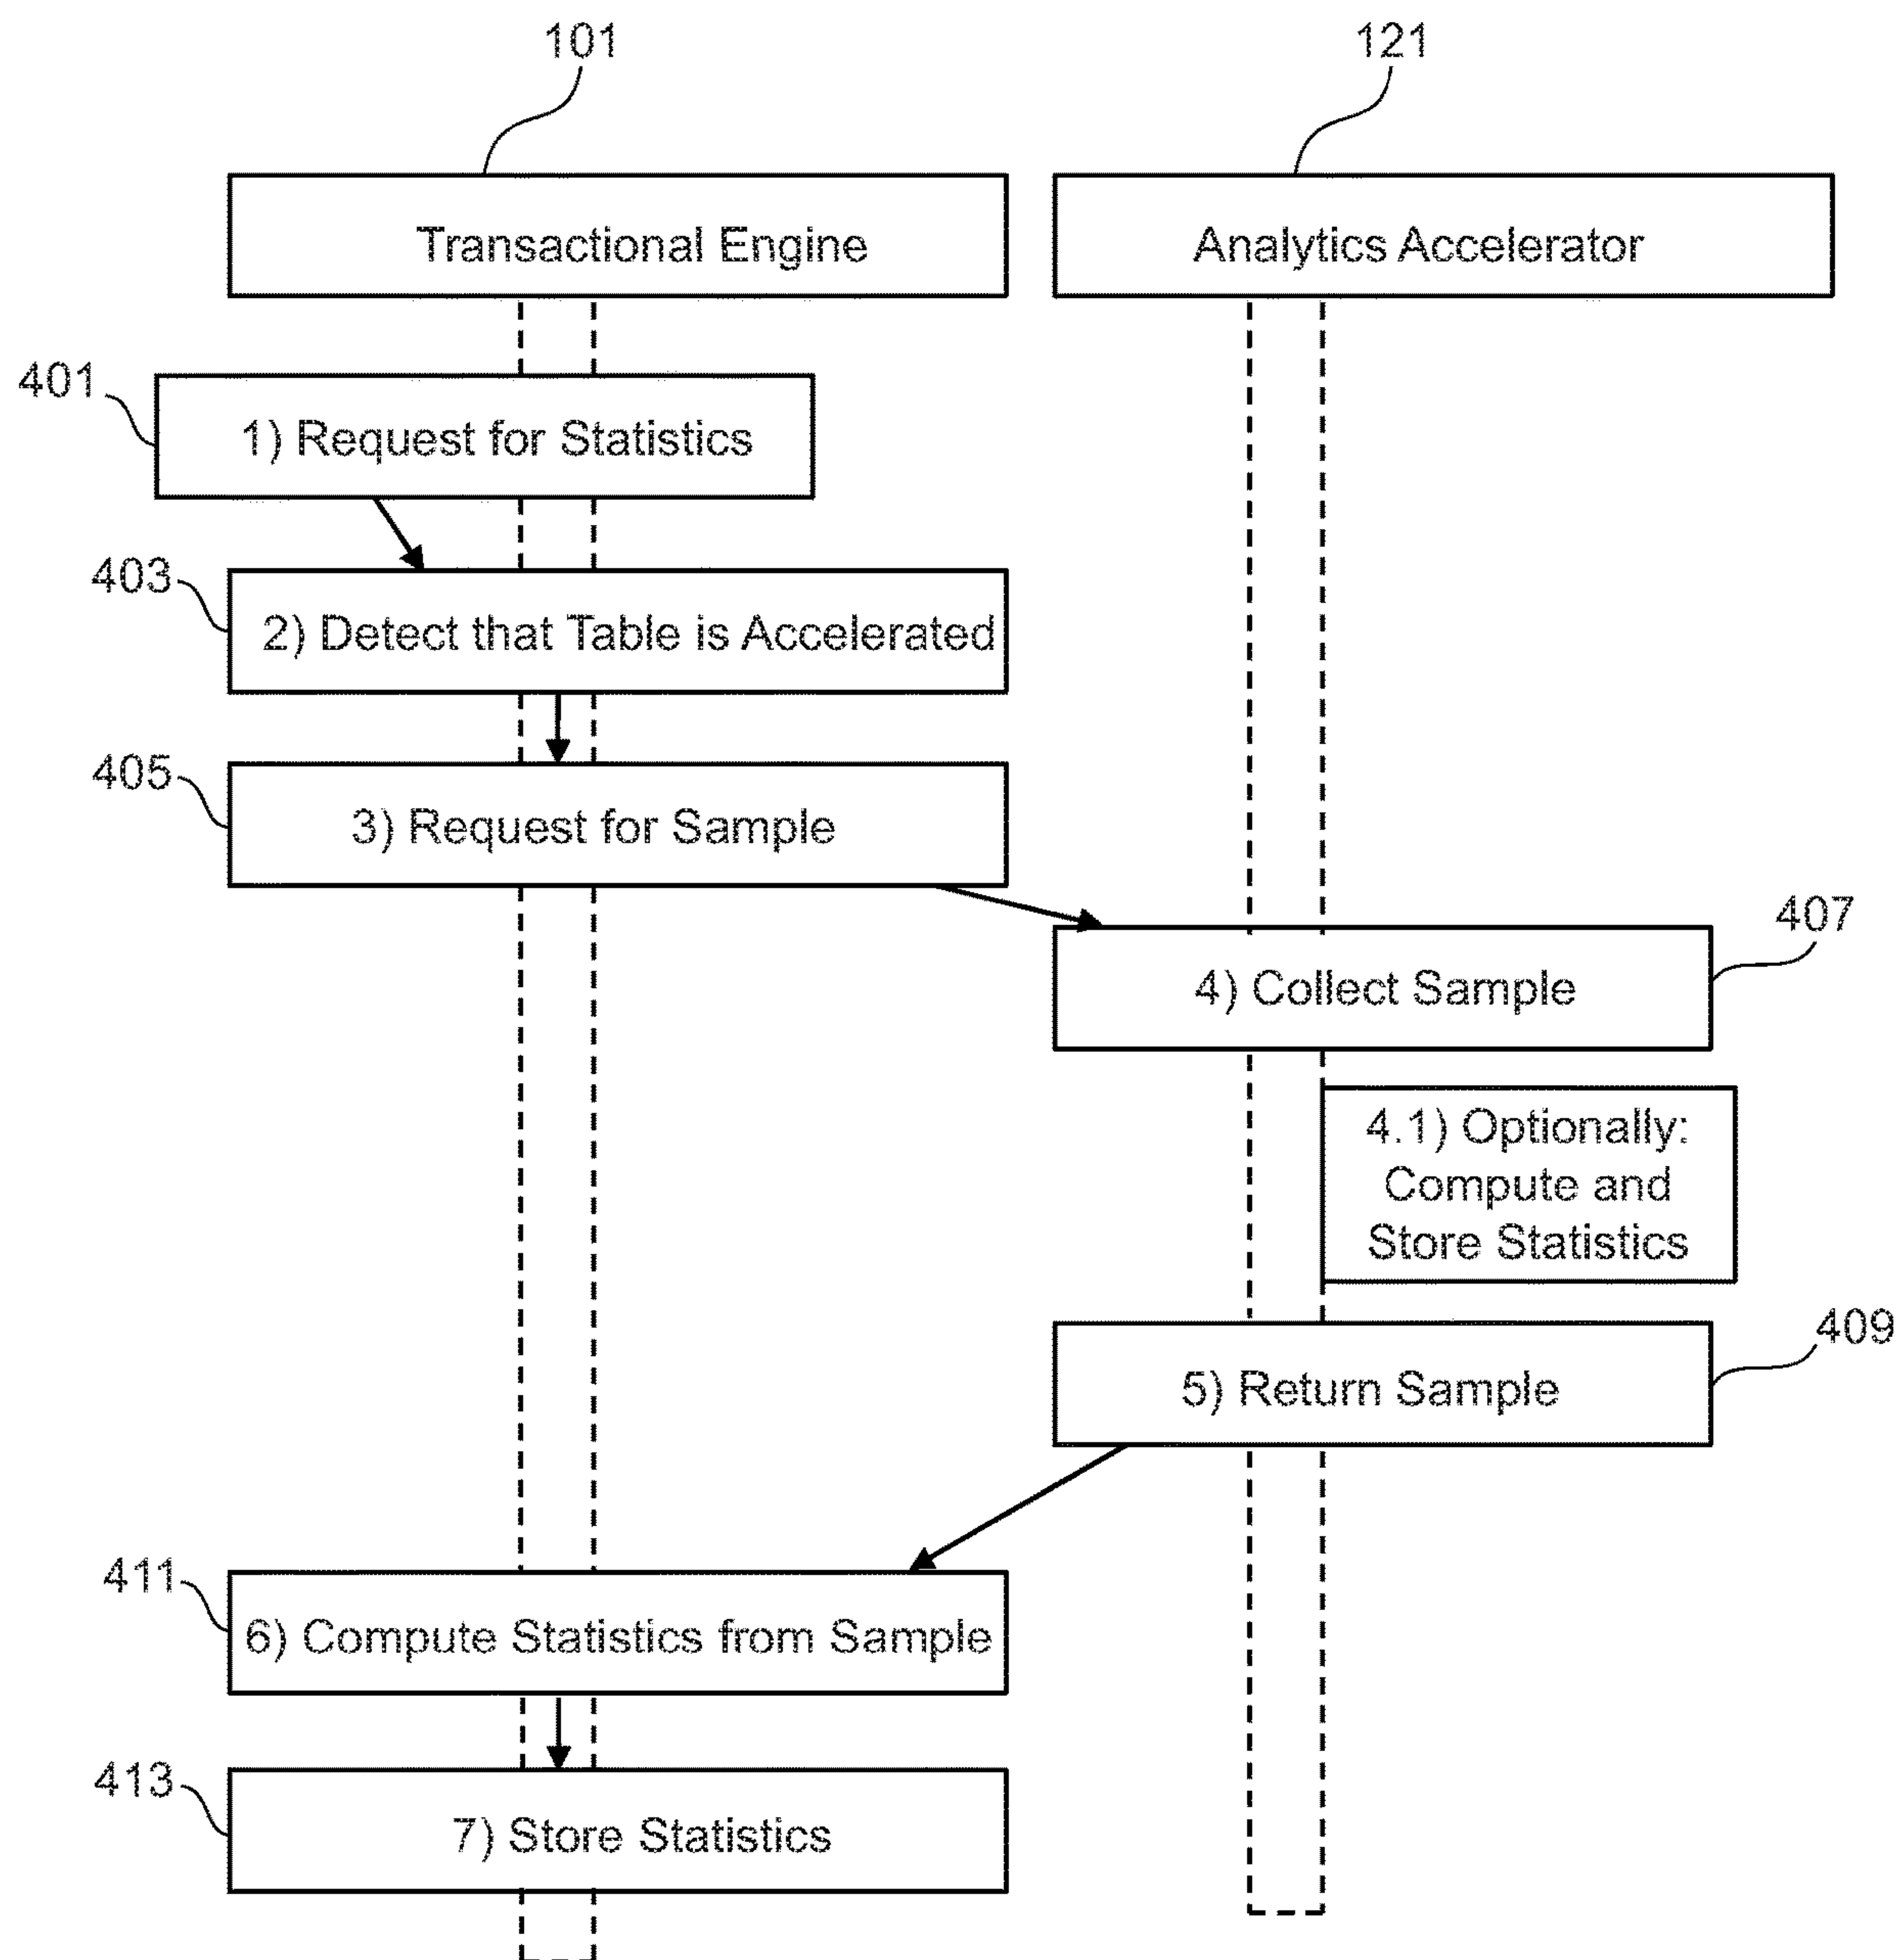 101
121
Transactional Engine
Analytics Accelerator
401
1) Request for Statistics
403
2) Detect that Table is Accelerated
405
3) Request for Sample
407
4) Collect Sample
4.1) Optionally:
Compute and
Store Statistics
409
5) Return Sample
411
6) Compute Statistics from Sample
413
7) Store Statistics